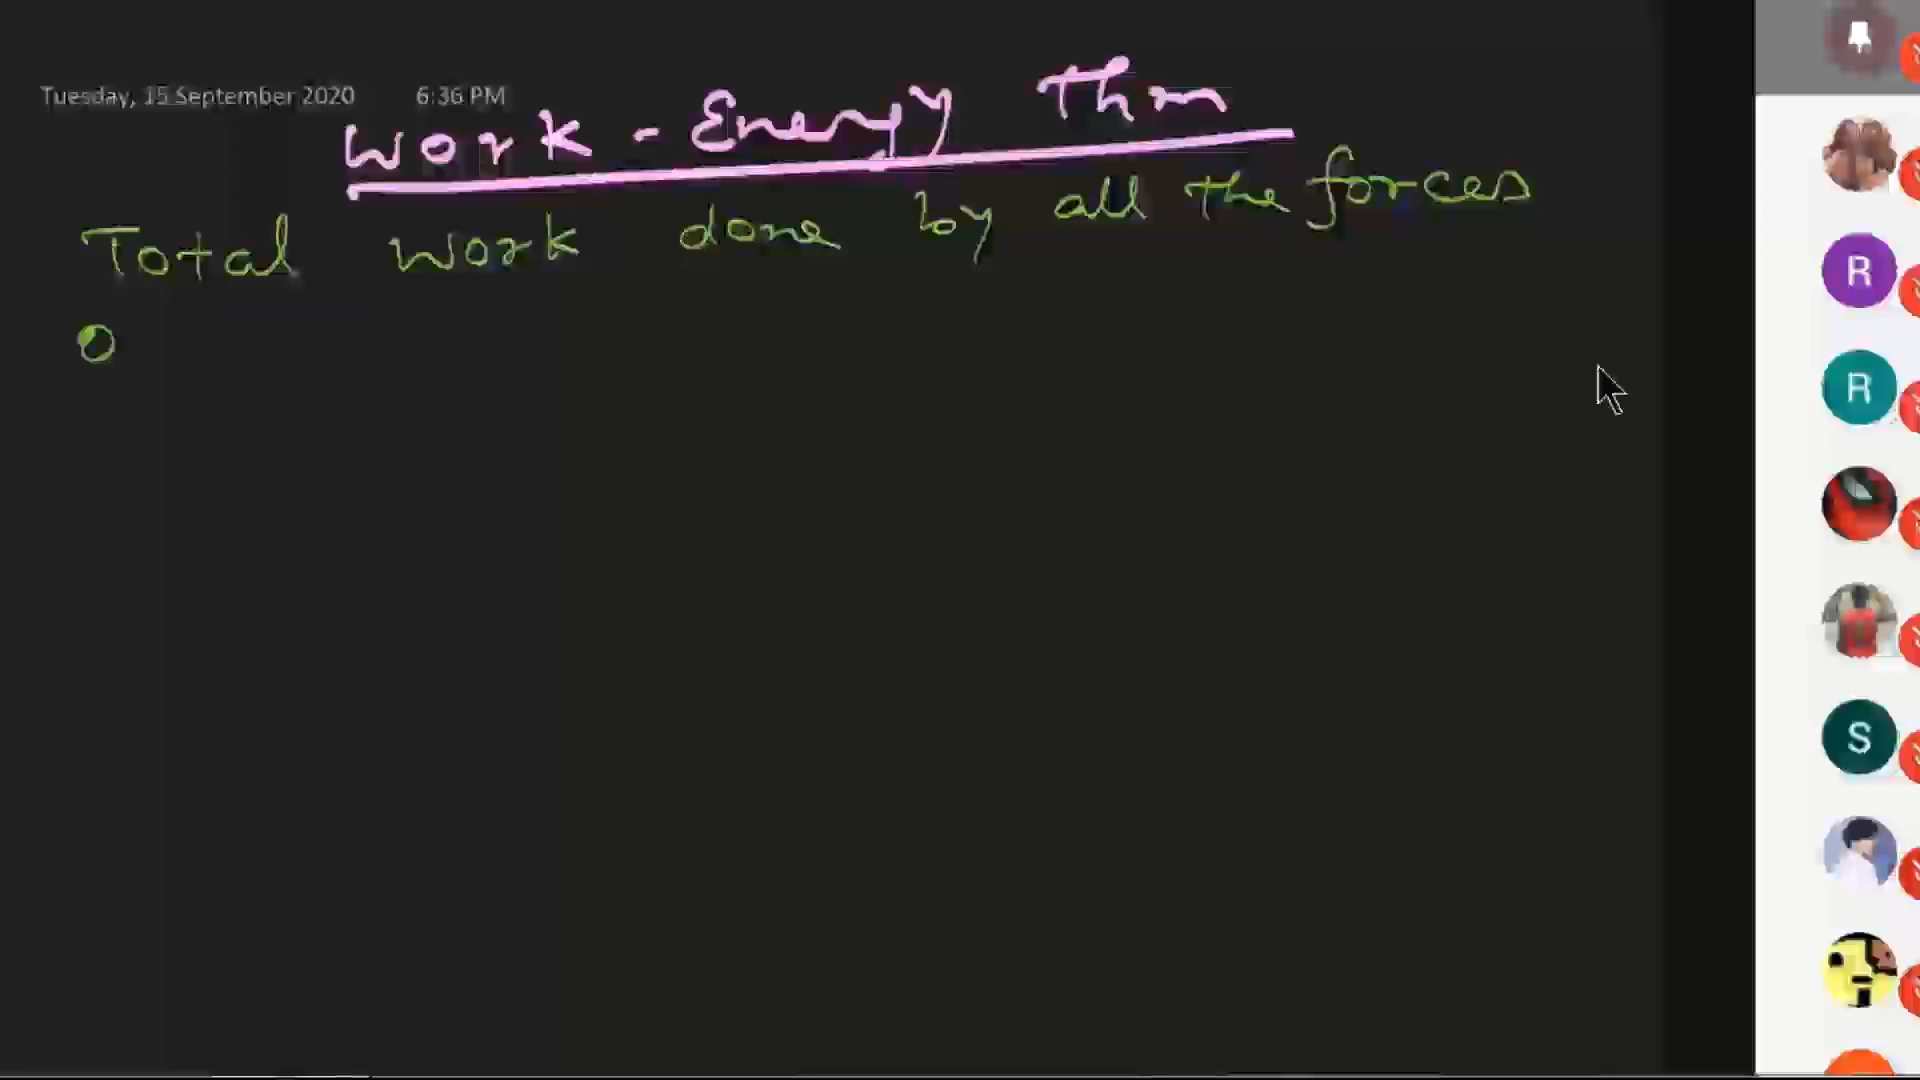 Tuesday, 15 September 2020 6:36 PM
Work - Energy Thm
Total work done by all the forces
o
R
R
S